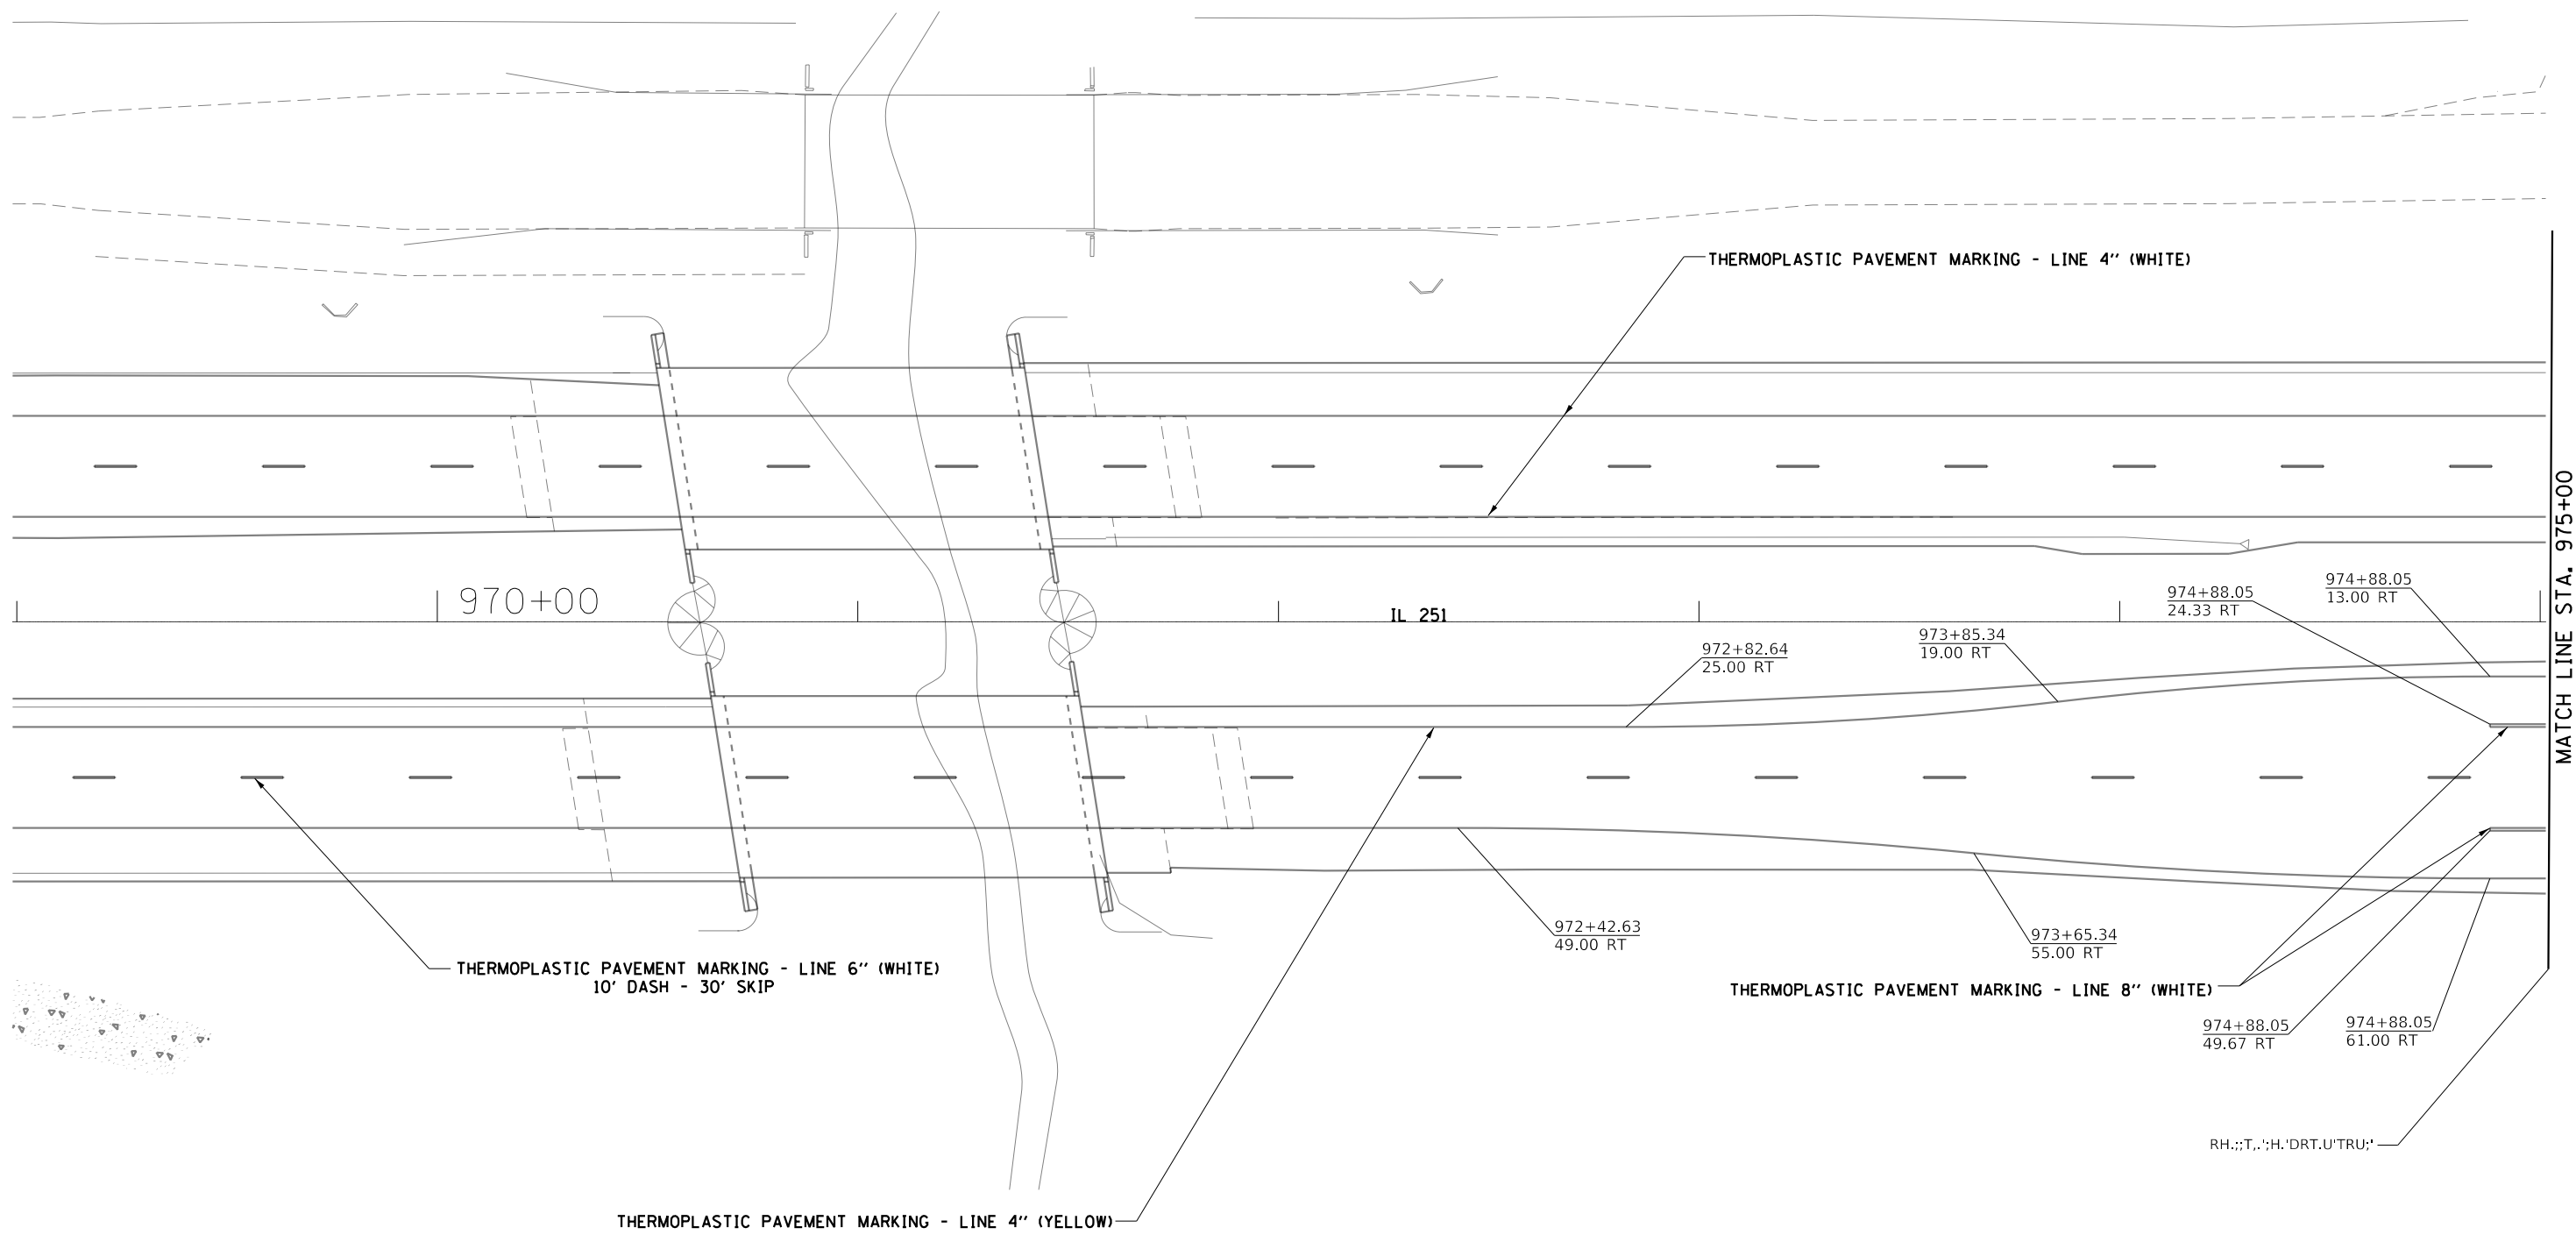 THERMOPLASTIC PAVEMENT MARKING - LINE 4" (WHITE)
MATCH LINE STA. 975+00
970+00
IL 251
974+88.05
24.33 RT
974+88.05
13.00 RT
972+82.64
25.00 RT
973+85.34
19.00 RT
972+42.63
49.00 RT
973+65.34
55.00 RT
THERMOPLASTIC PAVEMENT MARKING - LINE 6" (WHITE)
10' DASH - 30' SKIP
THERMOPLASTIC PAVEMENT MARKING - LINE 8" (WHITE)
974+88.05
49.67 RT
974+88.05
61.00 RT
RH.;;T,.';H.'DRT.U'TRU;'
THERMOPLASTIC PAVEMENT MARKING - LINE 4" (YELLOW)